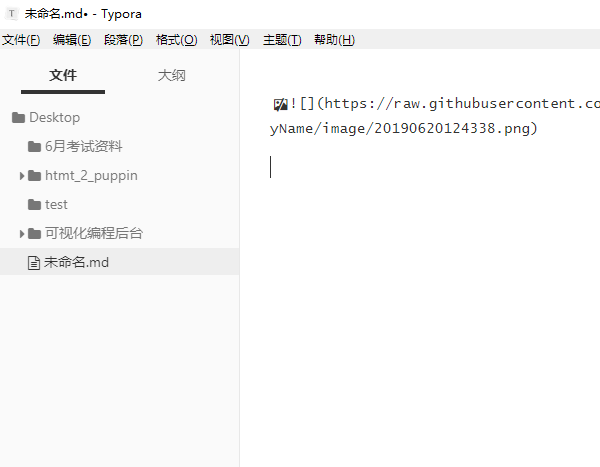 T 未命名.md• - Typora
文件(F) 编辑(E) 段落(P) 格式(O) 视图(V) 主题(T) 帮助(H)
文件 大纲
Desktop
6月考试资料
htmt_2_puppin
test
可视化编程后台
未命名.md
![](https://raw.githubusercontent.co
yName/image/20190620124338.png)